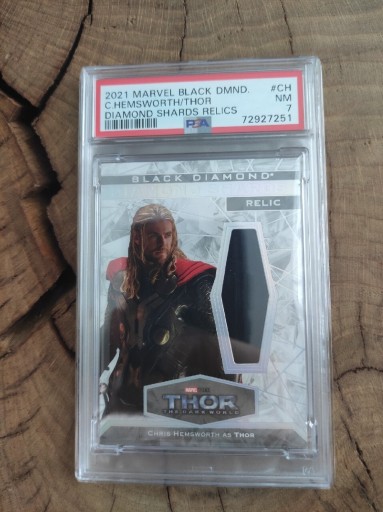 2021 MARVEL BLACK DMND. #CH
C.HEMSWORTH/THOR NM
DIAMOND SHARDS RELICS 7
PSA 72927251
BLACK DIAMOND
RELIC
MARVEL
THOR
THE DARK WORLD
CHRIS HEMSWORTH AS THOR